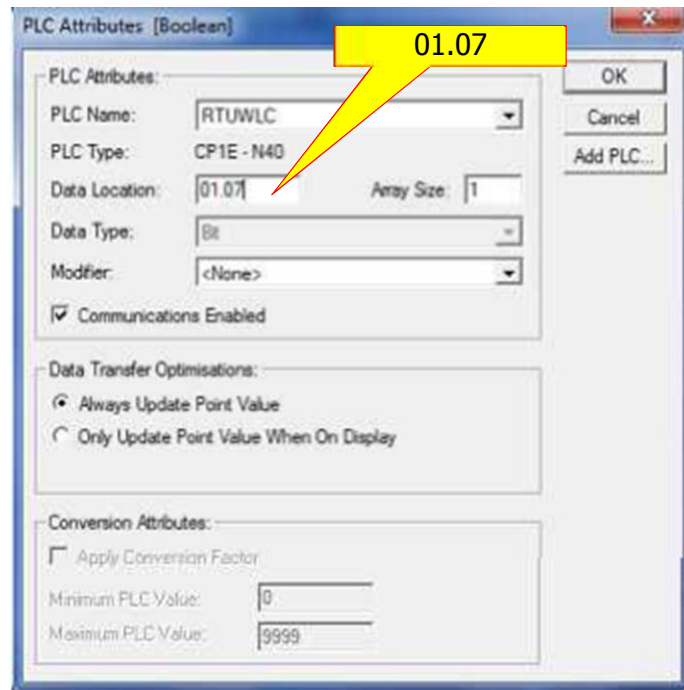 PLC Attributes [Boolean]
01.07
PLC Attributes:
OK
PLC Name: RTUWLC
Cancel
PLC Type: CP1E - N40
Add PLC...
Data Location: 01.07 Array Size: 1
Data Type: Bit
Modifier: <None>
Communications Enabled
Data Transfer Optimisations:
Always Update Point Value
Only Update Point Value When On Display
Conversion Attributes:
Apply Conversion Factor
Minimum PLC Value: 0
Maximum PLC Value: 9999